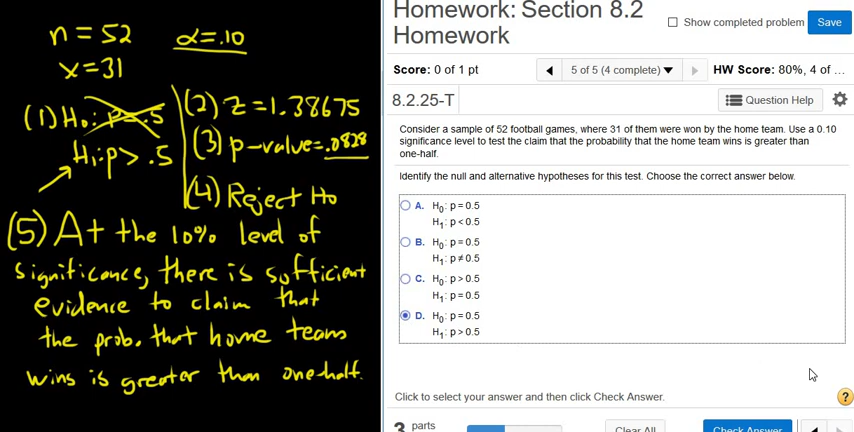 n = 52
α = .10
x = 31
(1) H₀: p = .5
H₁: p > .5
(2) z = 1.38675
(3) p-value = .0828
(4) Reject H₀
(5) At the 10% level of
significance, there is sufficient
evidence to claim that
the prob. that home team
wins is greater than one-half.
Homework: Section 8.2
Homework
Show completed problem
Save
Score: 0 of 1 pt
5 of 5 (4 complete)
HW Score: 80%, 4 of ...
8.2.25-T
Question Help
Consider a sample of 52 football games, where 31 of them were won by the home team. Use a 0.10
significance level to test the claim that the probability that the home team wins is greater than
one-half.
Identify the null and alternative hypotheses for this test. Choose the correct answer below.
A. H₀: p = 0.5
H₁: p < 0.5
B. H₀: p = 0.5
H₁: p ≠ 0.5
C. H₀: p > 0.5
H₁: p = 0.5
D. H₀: p = 0.5
H₁: p > 0.5
Click to select your answer and then click Check Answer.
?
3 parts
Clear All
Check Answer